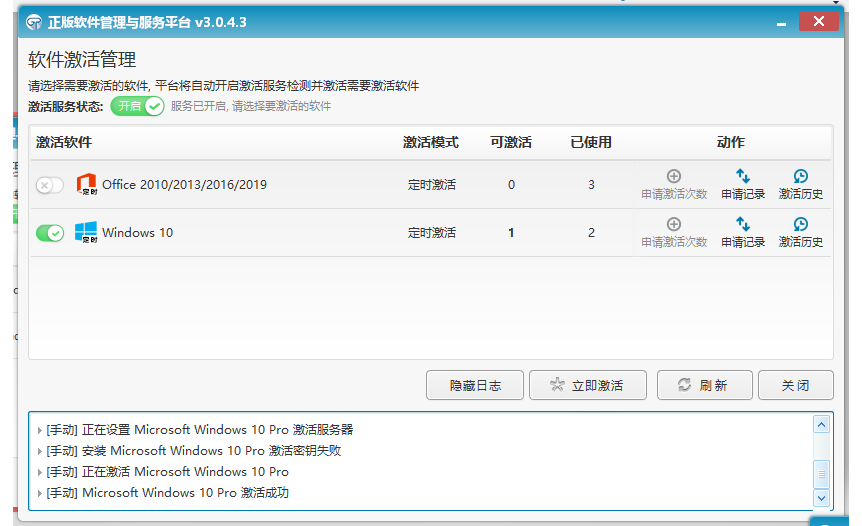 正版软件管理与服务平台 v3.0.4.3
软件激活管理
请选择需要激活的软件, 平台将自动开启激活服务检测并激活需要激活软件
激活服务状态: 开启 服务已开启, 请选择要激活的软件
激活软件 激活模式 可激活 已使用 动作
定时 Office 2010/2013/2016/2019 定时激活 0 3 申请激活次数 申请记录 激活历史
定时 Windows 10 定时激活 1 2 申请激活次数 申请记录 激活历史
隐藏日志 立即激活 刷新 关闭
[手动] 正在设置 Microsoft Windows 10 Pro 激活服务器
[手动] 安装 Microsoft Windows 10 Pro 激活密钥失败
[手动] 正在激活 Microsoft Windows 10 Pro
[手动] Microsoft Windows 10 Pro 激活成功